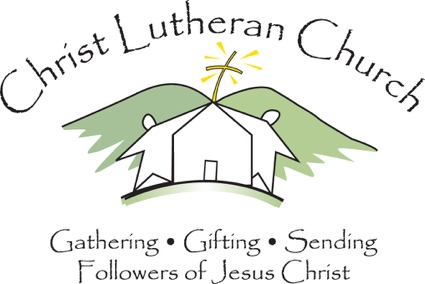 Christ Lutheran Church
Gathering • Gifting • Sending
Followers of Jesus Christ